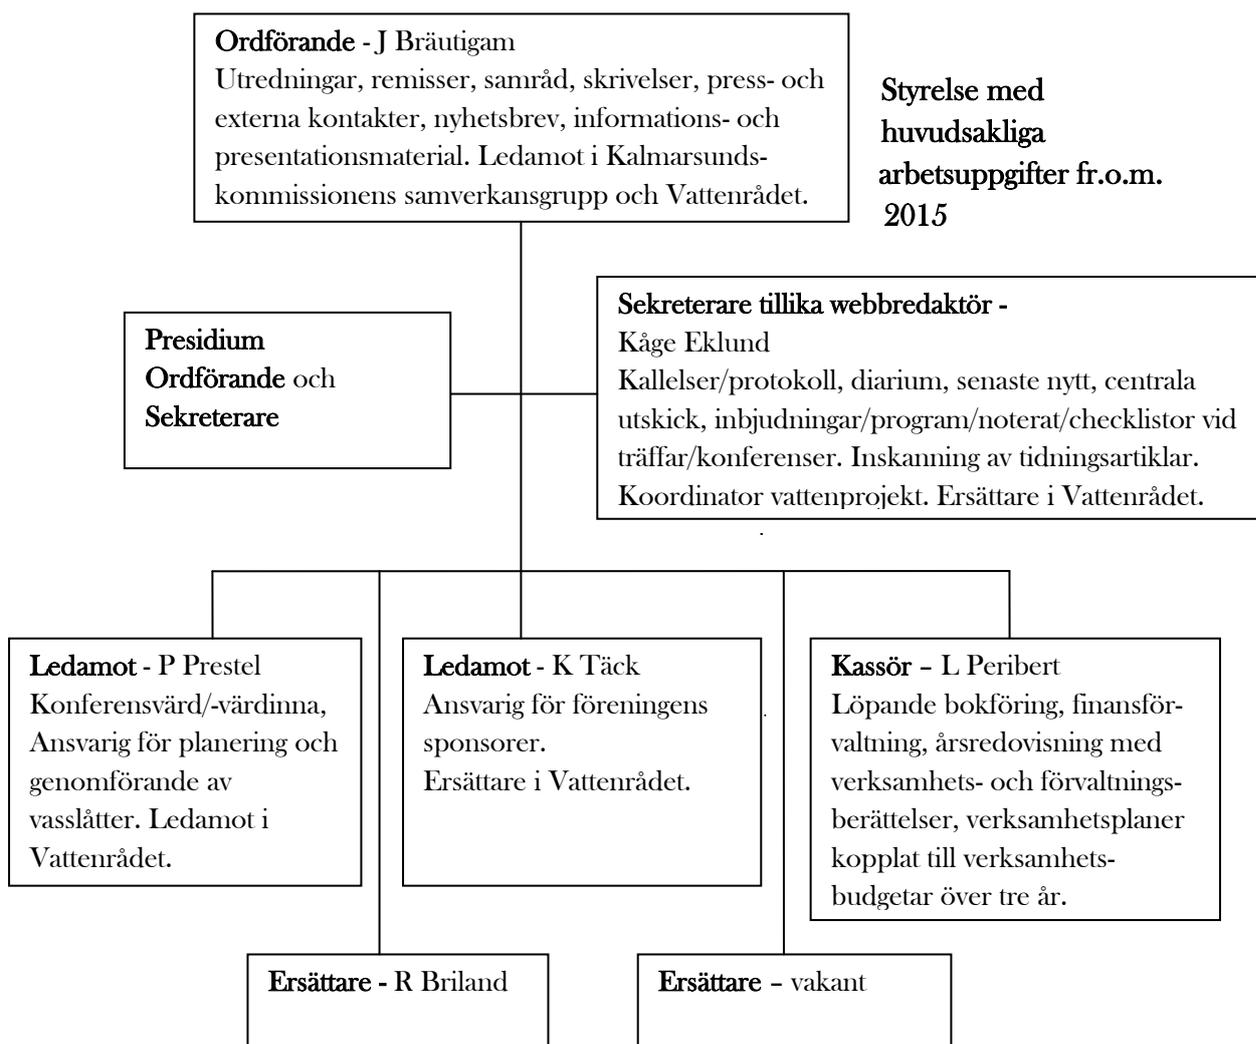 Ordförande - J Bräutigam
Utredningar, remisser, samråd, skrivelser, press- och
externa kontakter, nyhetsbrev, informations- och
presentationsmaterial. Ledamot i Kalmarsunds-
kommissionens samverkansgrupp och Vattenrådet.
Styrelse med
huvudsakliga
arbetsuppgifter fr.o.m.
2015
Presidium
Ordförande och
Sekreterare
Sekreterare tillika webbredaktör -
Kåge Eklund
Kallelser/protokoll, diarium, senaste nytt, centrala
utskick, inbjudningar/program/noterat/checklistor vid
träffar/konferenser. Inskanning av tidningsartiklar.
Koordinator vattenprojekt. Ersättare i Vattenrådet.
Ledamot - P Prestel
Konferensvärd/-värdinna,
Ansvarig för planering och
genomförande av
vasslåtter. Ledamot i
Vattenrådet.
Ledamot - K Täck
Ansvarig för föreningens
sponsorer.
Ersättare i Vattenrådet.
Kassör – L Peribert
Löpande bokföring, finansför-
valtning, årsredovisning med
verksamhets- och förvaltnings-
berättelser, verksamhetsplaner
kopplat till verksamhets-
budgetar över tre år.
Ersättare - R Briland
Ersättare – vakant